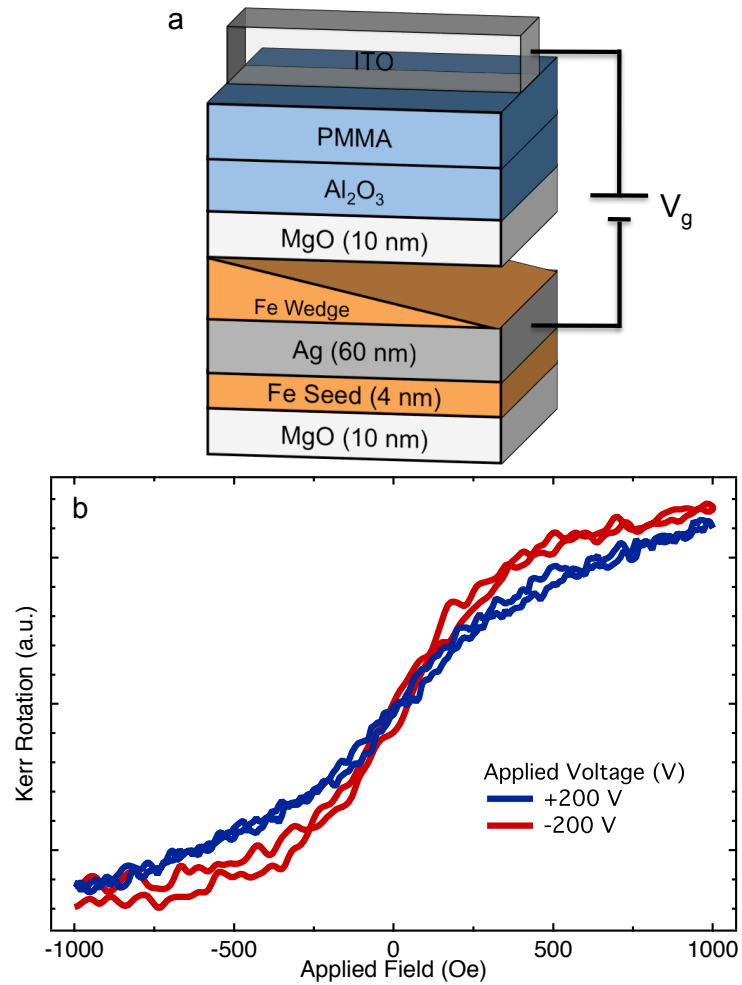 a
ITO
PMMA
Al₂O₃
MgO (10 nm)
Vg
Fe Wedge
Ag (60 nm)
Fe Seed (4 nm)
MgO (10 nm)
b
Kerr Rotation (a.u.)
Applied Voltage (V)
+200 V
-200 V
-1000 -500 0 500 1000
Applied Field (Oe)